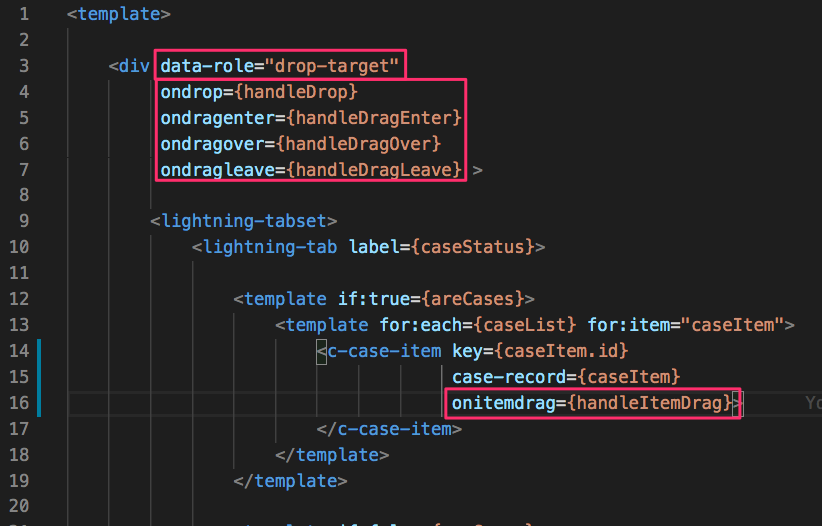 1 <template>
2
3 <div data-role="drop-target"
4 ondrop={handleDrop}
5 ondragenter={handleDragEnter}
6 ondragover={handleDragOver}
7 ondragleave={handleDragLeave} >
8
9 <lightning-tabset>
10 <lightning-tab label={caseStatus}>
11
12 <template if:true={areCases}>
13 <template for:each={caseList} for:item="caseItem">
14 <c-case-item key={caseItem.id}
15 case-record={caseItem}
16 onitemdrag={handleItemDrag}>
17 </c-case-item>
18 </template>
19 </template>
20